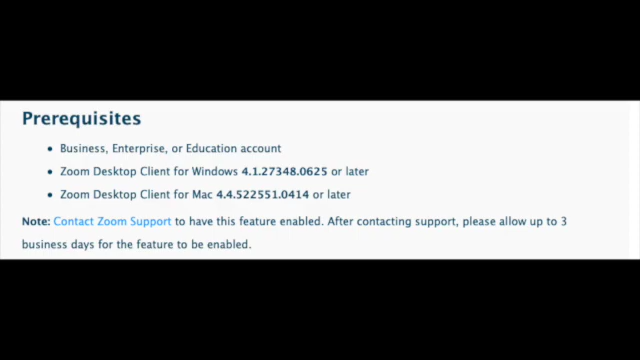 Prerequisites
• Business, Enterprise, or Education account
• Zoom Desktop Client for Windows 4.1.27348.0625 or later
• Zoom Desktop Client for Mac 4.4.522551.0414 or later
Note: Contact Zoom Support to have this feature enabled. After contacting support, please allow up to 3
business days for the feature to be enabled.